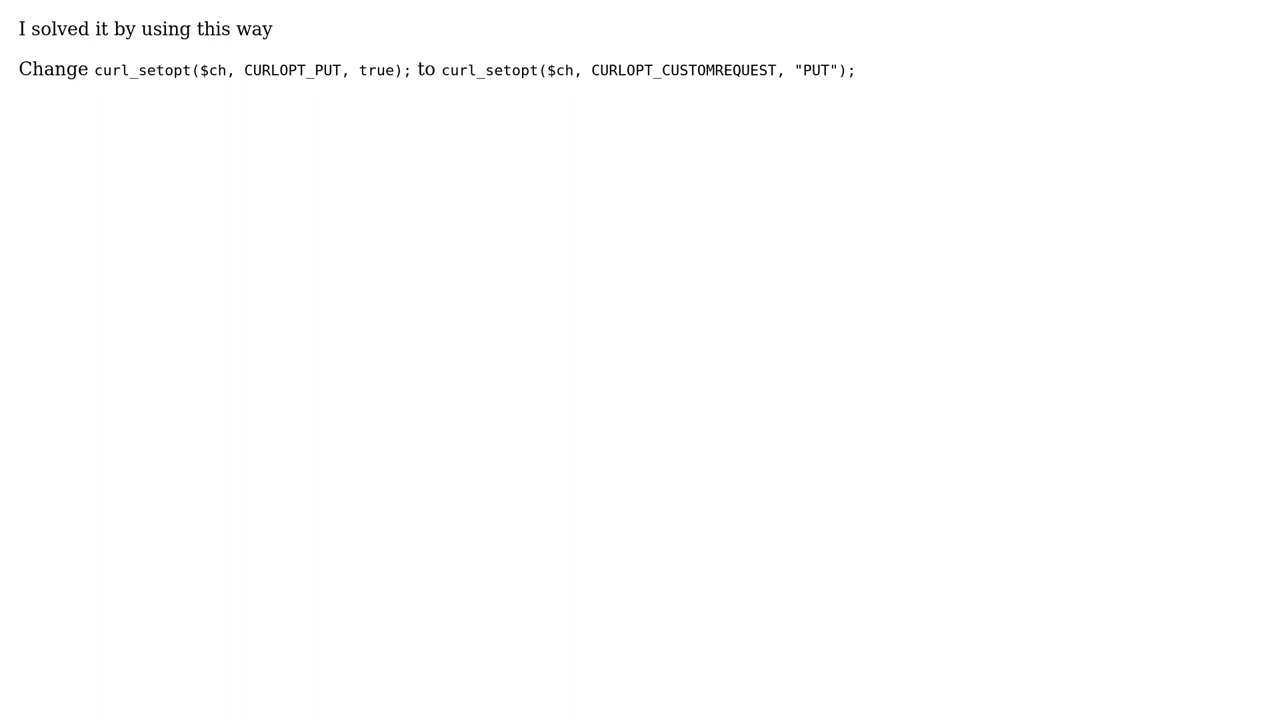 I solved it by using this way
Change curl_setopt($ch, CURLOPT_PUT, true); to curl_setopt($ch, CURLOPT_CUSTOMREQUEST, "PUT");